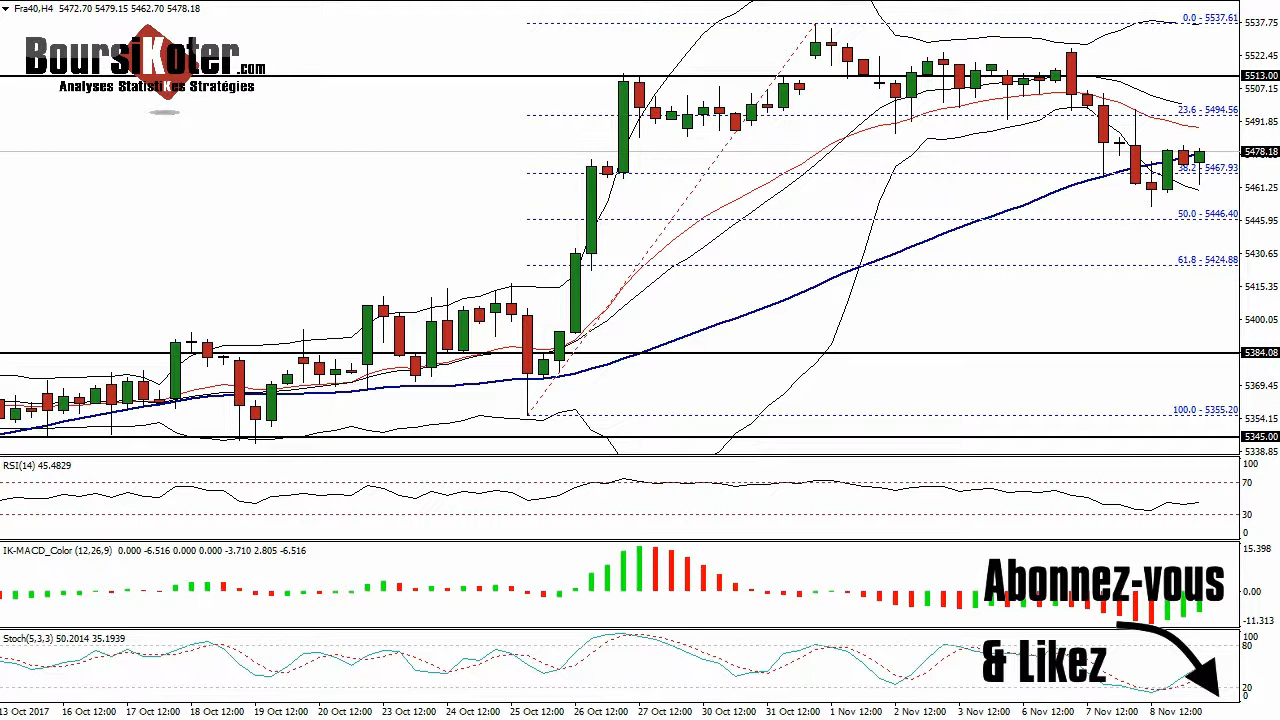 Fra40,H4 5472.70 5479.15 5462.70 5478.18
BoursiKoter.com
Analyses StatistiKes Stratégies
0.0 - 5537.61
23.6 - 5494.56
38.2 - 5467.93
50.0 - 5446.40
61.8 - 5424.88
100.0 - 5355.20
5537.75
5522.45
5513.00
5507.15
5491.85
5478.18
5461.25
5445.95
5430.65
5415.35
5400.05
5384.08
5369.45
5354.15
5345.00
5338.85
RSI(14) 45.4829
100
70
30
0
IK-MACD_Color (12,26,9) 0.000 -6.516 0.000 0.000 -3.710 2.805 -6.516
15.398
0.00
-11.313
Abonnez-vous
& Likez
Stoch(5,3,3) 50.2014 35.1939
100
80
20
0
13 Oct 2017
16 Oct 12:00
17 Oct 12:00
18 Oct 12:00
19 Oct 12:00
20 Oct 12:00
23 Oct 12:00
24 Oct 12:00
25 Oct 12:00
26 Oct 12:00
27 Oct 12:00
30 Oct 12:00
31 Oct 12:00
1 Nov 12:00
2 Nov 12:00
3 Nov 12:00
6 Nov 12:00
7 Nov 12:00
8 Nov 12:00